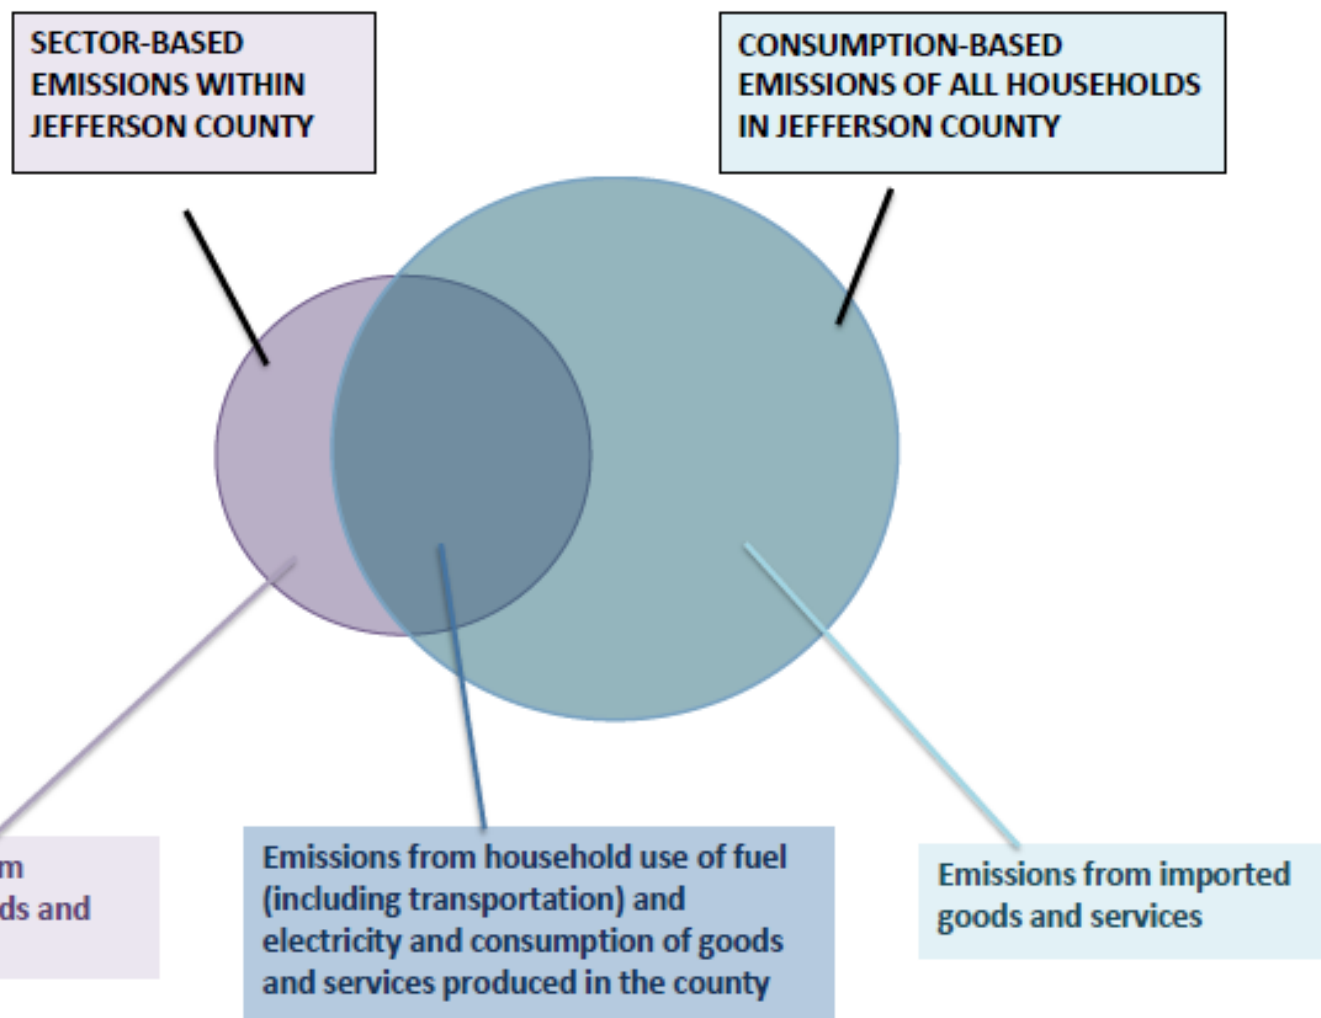 SECTOR-BASED
EMISSIONS WITHIN
JEFFERSON COUNTY
CONSUMPTION-BASED
EMISSIONS OF ALL HOUSEHOLDS
IN JEFFERSON COUNTY
and
Emissions from household use of fuel
(including transportation) and
electricity and consumption of goods
and services produced in the county
Emissions from imported
goods and services